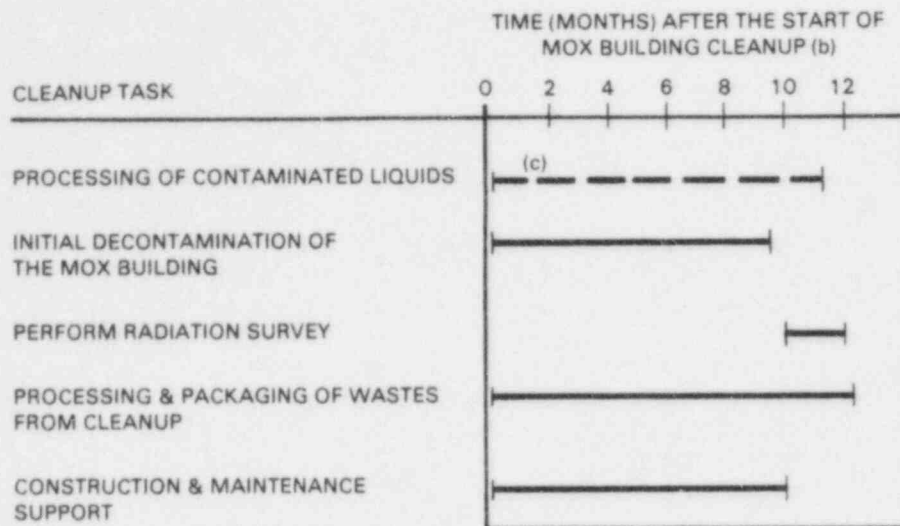 TIME (MONTHS) AFTER THE START OF
MOX BUILDING CLEANUP (b)
CLEANUP TASK
0 2 4 6 8 10 12
PROCESSING OF CONTAMINATED LIQUIDS
(c)
INITIAL DECONTAMINATION OF
THE MOX BUILDING
PERFORM RADIATION SURVEY
PROCESSING & PACKAGING OF WASTES
FROM CLEANUP
CONSTRUCTION & MAINTENANCE
SUPPORT